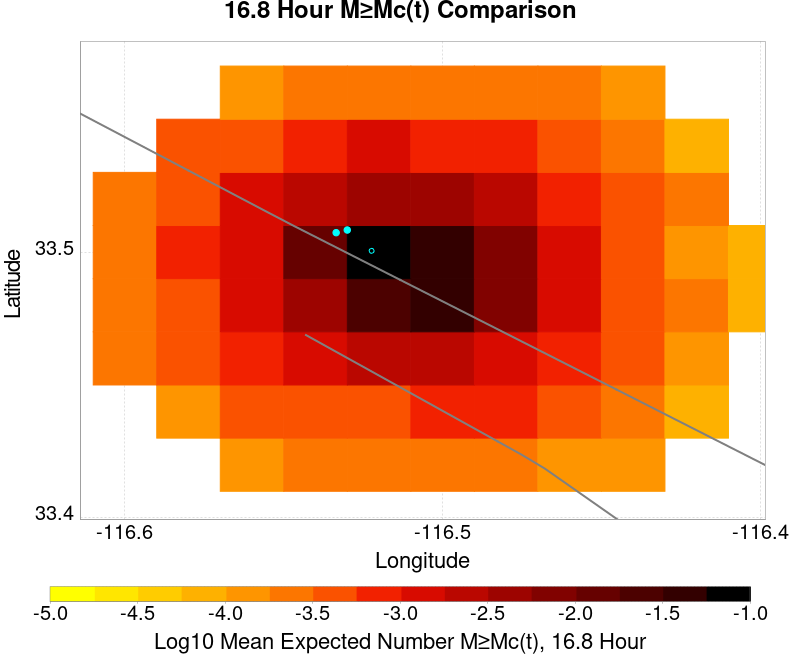 16.8 Hour M≥Mc(t) Comparison
Latitude
33.5
33.4
-116.6 -116.5 -116.4
Longitude
-5.0 -4.5 -4.0 -3.5 -3.0 -2.5 -2.0 -1.5 -1.0
Log10 Mean Expected Number M≥Mc(t), 16.8 Hour